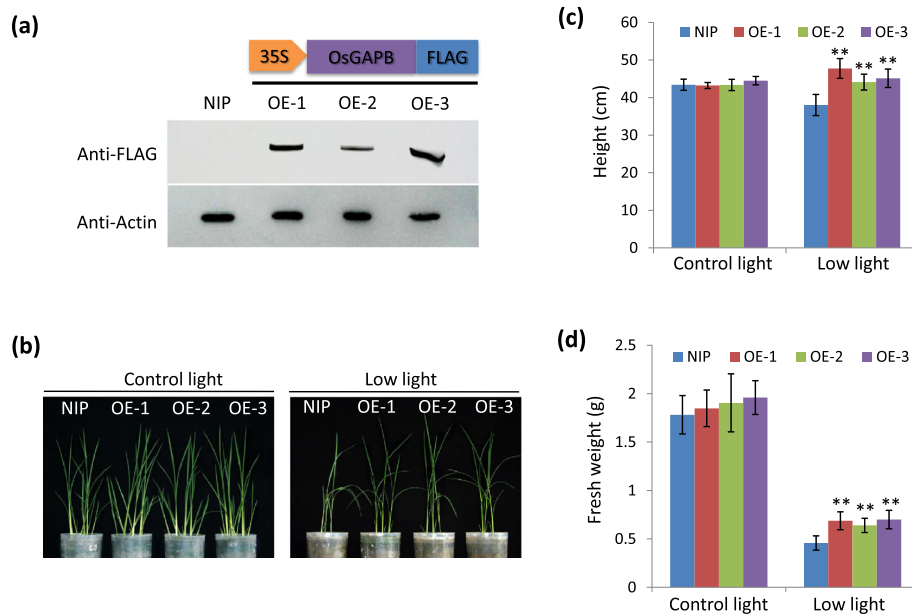 (a)
35S OsGAPB FLAG
NIP OE-1 OE-2 OE-3
Anti-FLAG
Anti-Actin
(b)
Control light Low light
NIP OE-1 OE-2 OE-3 NIP OE-1 OE-2 OE-3
(c)
NIP OE-1 OE-2 OE-3
Height (cm)
60
50
40
30
20
10
0
** ** **
Control light Low light
(d)
NIP OE-1 OE-2 OE-3
Fresh weight (g)
2.5
2
1.5
1
0.5
0
** ** **
Control light Low light